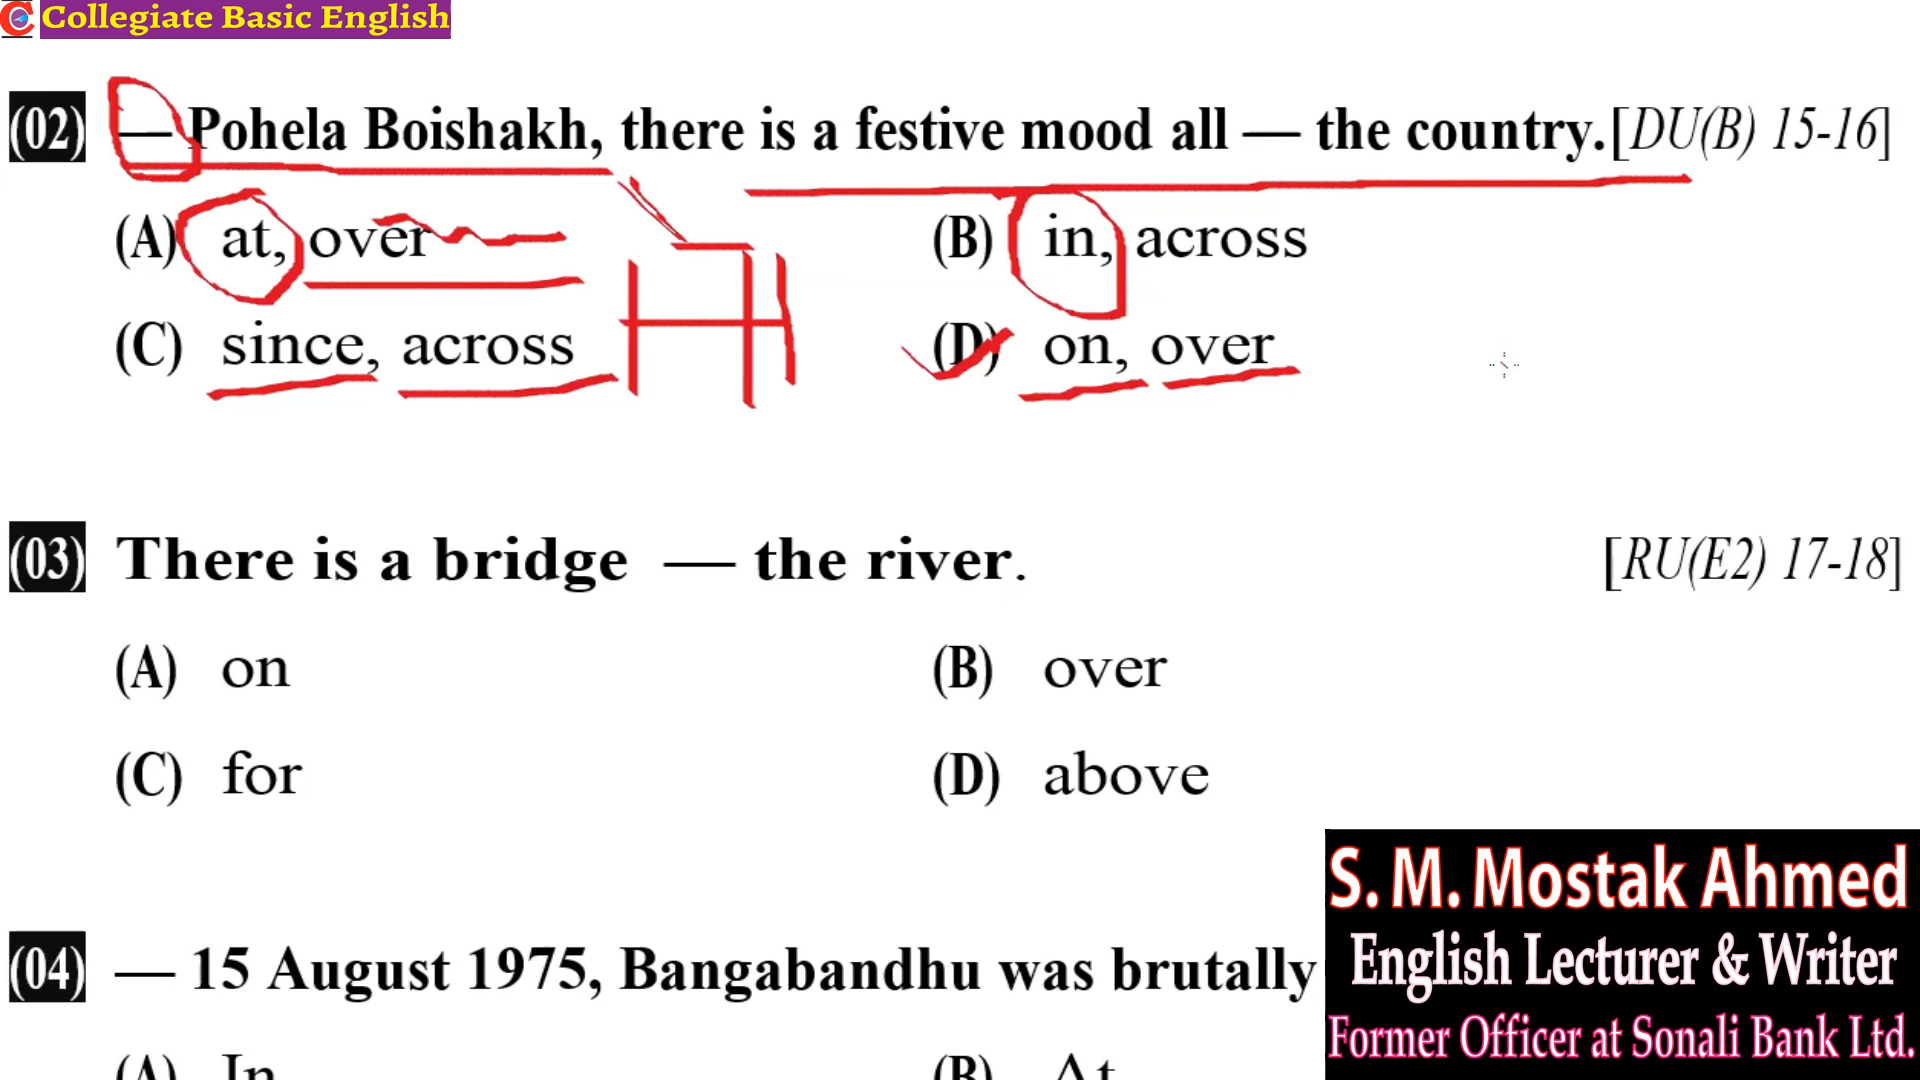 Collegiate Basic English
(02) — Pohela Boishakh, there is a festive mood all — the country.[DU(B) 15-16]
(A) at, over (B) in, across
(C) since, across (D) on, over
(03) There is a bridge — the river. [RU(E2) 17-18]
(A) on (B) over
(C) for (D) above
(04) — 15 August 1975, Bangabandhu was brutally
(A) In (B) At
S. M. Mostak Ahmed
English Lecturer & Writer
Former Officer at Sonali Bank Ltd.